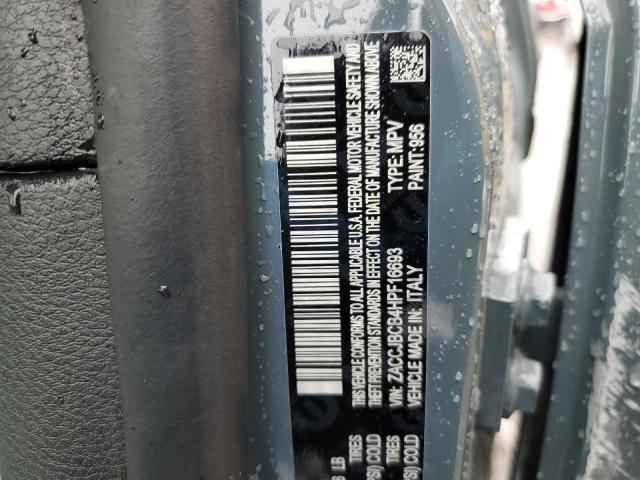 THIS VEHICLE CONFORMS TO ALL APPLICABLE U.S.A. FEDERAL MOTOR VEHICLE SAFETY AND
THEFT PREVENTION STANDARDS IN EFFECT ON THE DATE OF MANUFACTURE SHOWN ABOVE
VIN: ZACCJBCB4HPF16693 TYPE: MPV
VEHICLE MADE IN: ITALY PAINT: 956
LB
TIRES
COLD
TIRES
COLD